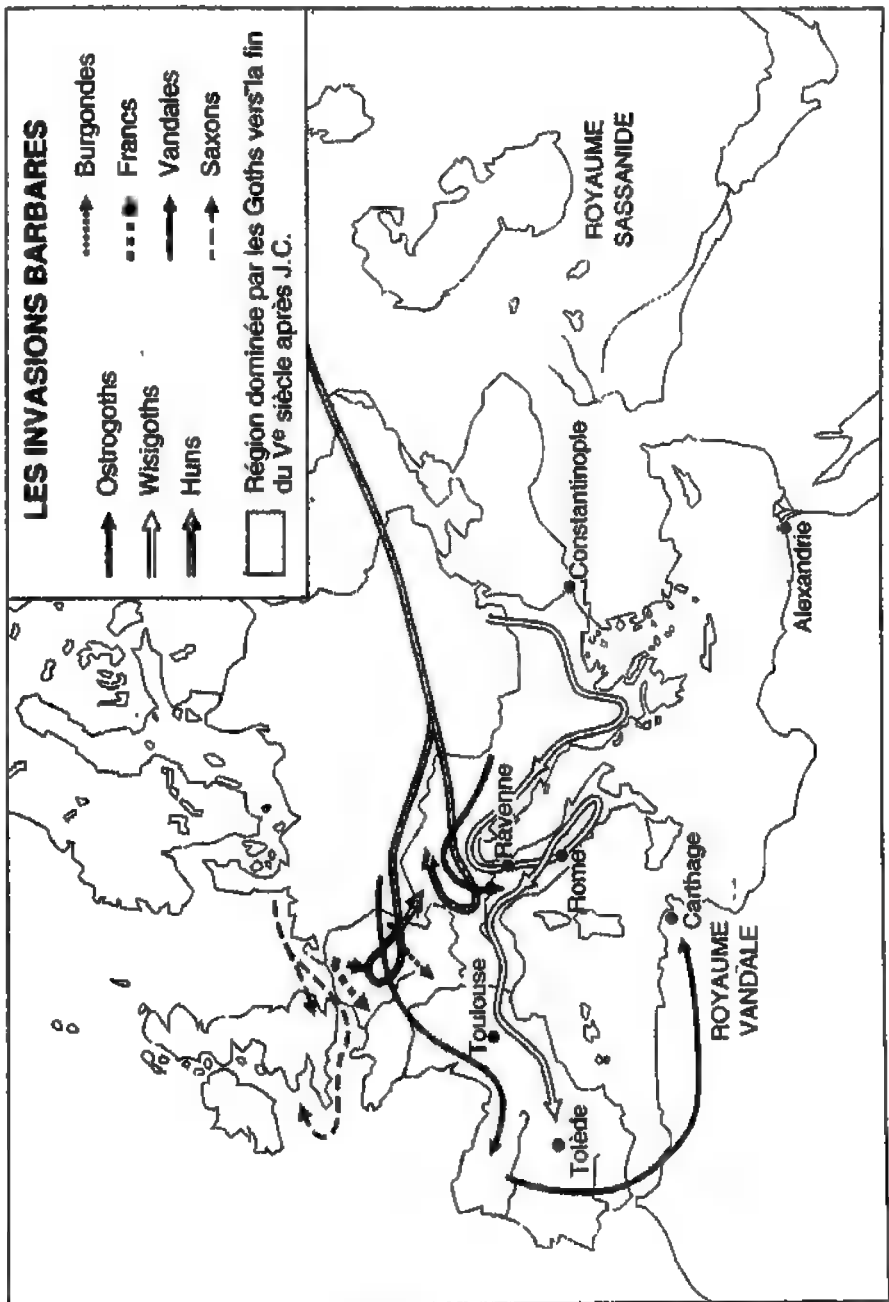 LES INVASIONS BARBARES
Ostrogoths
Wisigoths
Huns
Burgondes
Francs
Vandales
Saxons
Région dominée par les Goths vers la fin
du Ve siècle après J.C.
ROYAUME
SASSANIDE
Constantinople
Alexandrie
Ravenne
Rome
Carthage
ROYAUME
VANDALE
Toulouse
Tolède